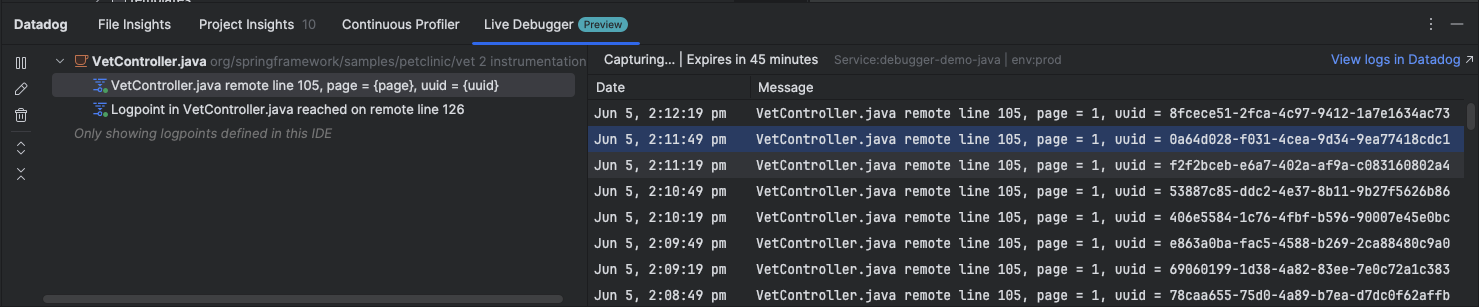 Templates
Datadog File Insights Project Insights 10 Continuous Profiler Live Debugger Preview
VetController.java org/springframework/samples/petclinic/vet 2 instrumentation
VetController.java remote line 105, page = {page}, uuid = {uuid}
Logpoint in VetController.java reached on remote line 126
Only showing logpoints defined in this IDE
Capturing... | Expires in 45 minutes Service:debugger-demo-java | env:prod View logs in Datadog
Date Message
Jun 5, 2:12:19 pm VetController.java remote line 105, page = 1, uuid = 8fcece51-2fca-4c97-9412-1a7e1634ac73
Jun 5, 2:11:49 pm VetController.java remote line 105, page = 1, uuid = 0a64d028-f031-4cea-9d34-9ea77418cdc1
Jun 5, 2:11:19 pm VetController.java remote line 105, page = 1, uuid = f2f2bceb-e6a7-402a-af9a-c083160802a4
Jun 5, 2:10:49 pm VetController.java remote line 105, page = 1, uuid = 53887c85-ddc2-4e37-8b11-9b27f5626b86
Jun 5, 2:10:19 pm VetController.java remote line 105, page = 1, uuid = 406e5584-1c76-4fbf-b596-90007e45e0bc
Jun 5, 2:09:49 pm VetController.java remote line 105, page = 1, uuid = e863a0ba-fac5-4588-b269-2ca88480c9a0
Jun 5, 2:09:19 pm VetController.java remote line 105, page = 1, uuid = 69060199-1d38-4a82-83ee-7e0c72a1c383
Jun 5, 2:08:49 pm VetController.java remote line 105, page = 1, uuid = 78caa655-75d0-4a89-b7ea-d7dc0f62affb